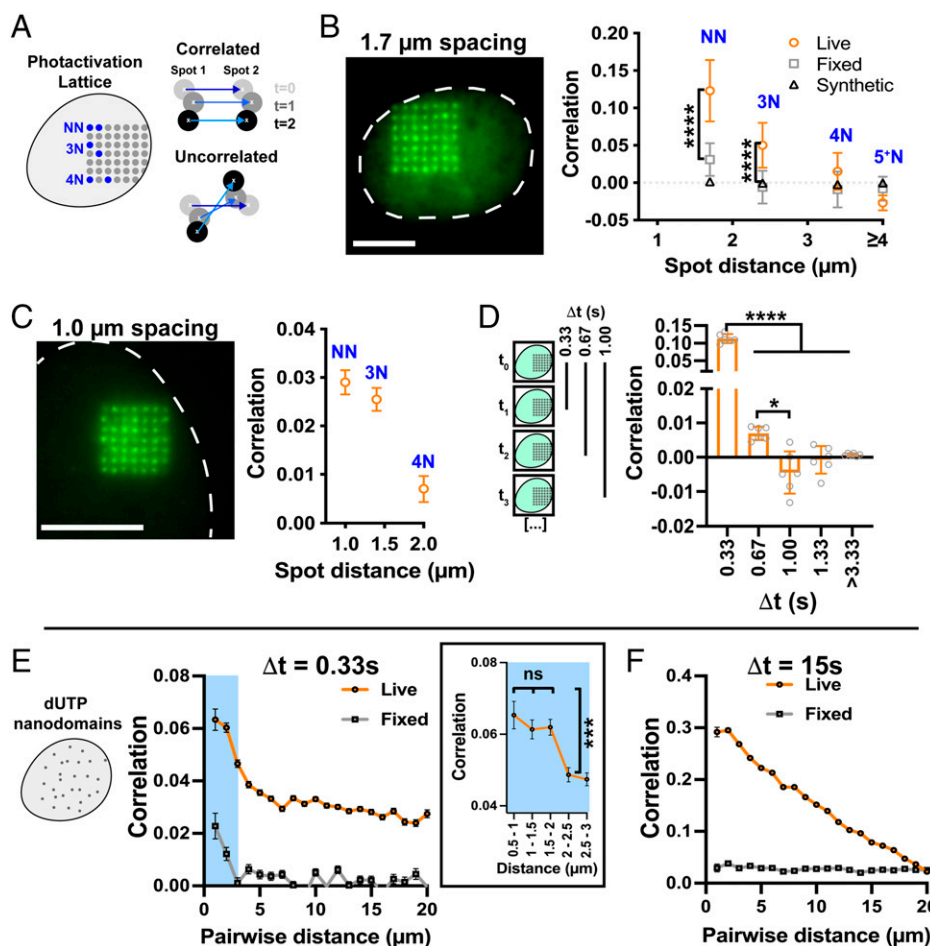 A
Photoactivation
Lattice
NN
3N
4N
Correlated
Spot 1 Spot 2
t=0
t=1
t=2
Uncorrelated
B
1.7 µm spacing
Correlation
0.20
0.15
0.10
0.05
0.00
-0.05
NN
3N
4N
5⁺N
****
****
Live
Fixed
Synthetic
1 2 3 ≥4
Spot distance (µm)
C
1.0 µm spacing
Correlation
0.04
0.03
0.02
0.01
0.00
NN
3N
4N
1.0 1.5 2.0
Spot distance (µm)
D
Δt (s)
0.33
0.67
1.00
t₀
t₁
t₂
t₃
[...]
Correlation
0.15
0.10
0.05
0.01
0.00
-0.01
-0.02
****
*
0.33
0.67
1.00
1.33
>3.33
Δt (s)
E
dUTP
nanodomains
Δt = 0.33s
Correlation
0.08
0.06
0.04
0.02
0.00
Live
Fixed
0 5 10 15 20
Pairwise distance (µm)
Correlation
0.08
0.06
0.04
ns
***
0.5 - 1
1 - 1.5
1.5 - 2
2 - 2.5
2.5 - 3
Distance (µm)
F
Δt = 15s
Correlation
0.4
0.3
0.2
0.1
0.0
Live
Fixed
0 5 10 15 20
Pairwise distance (µm)